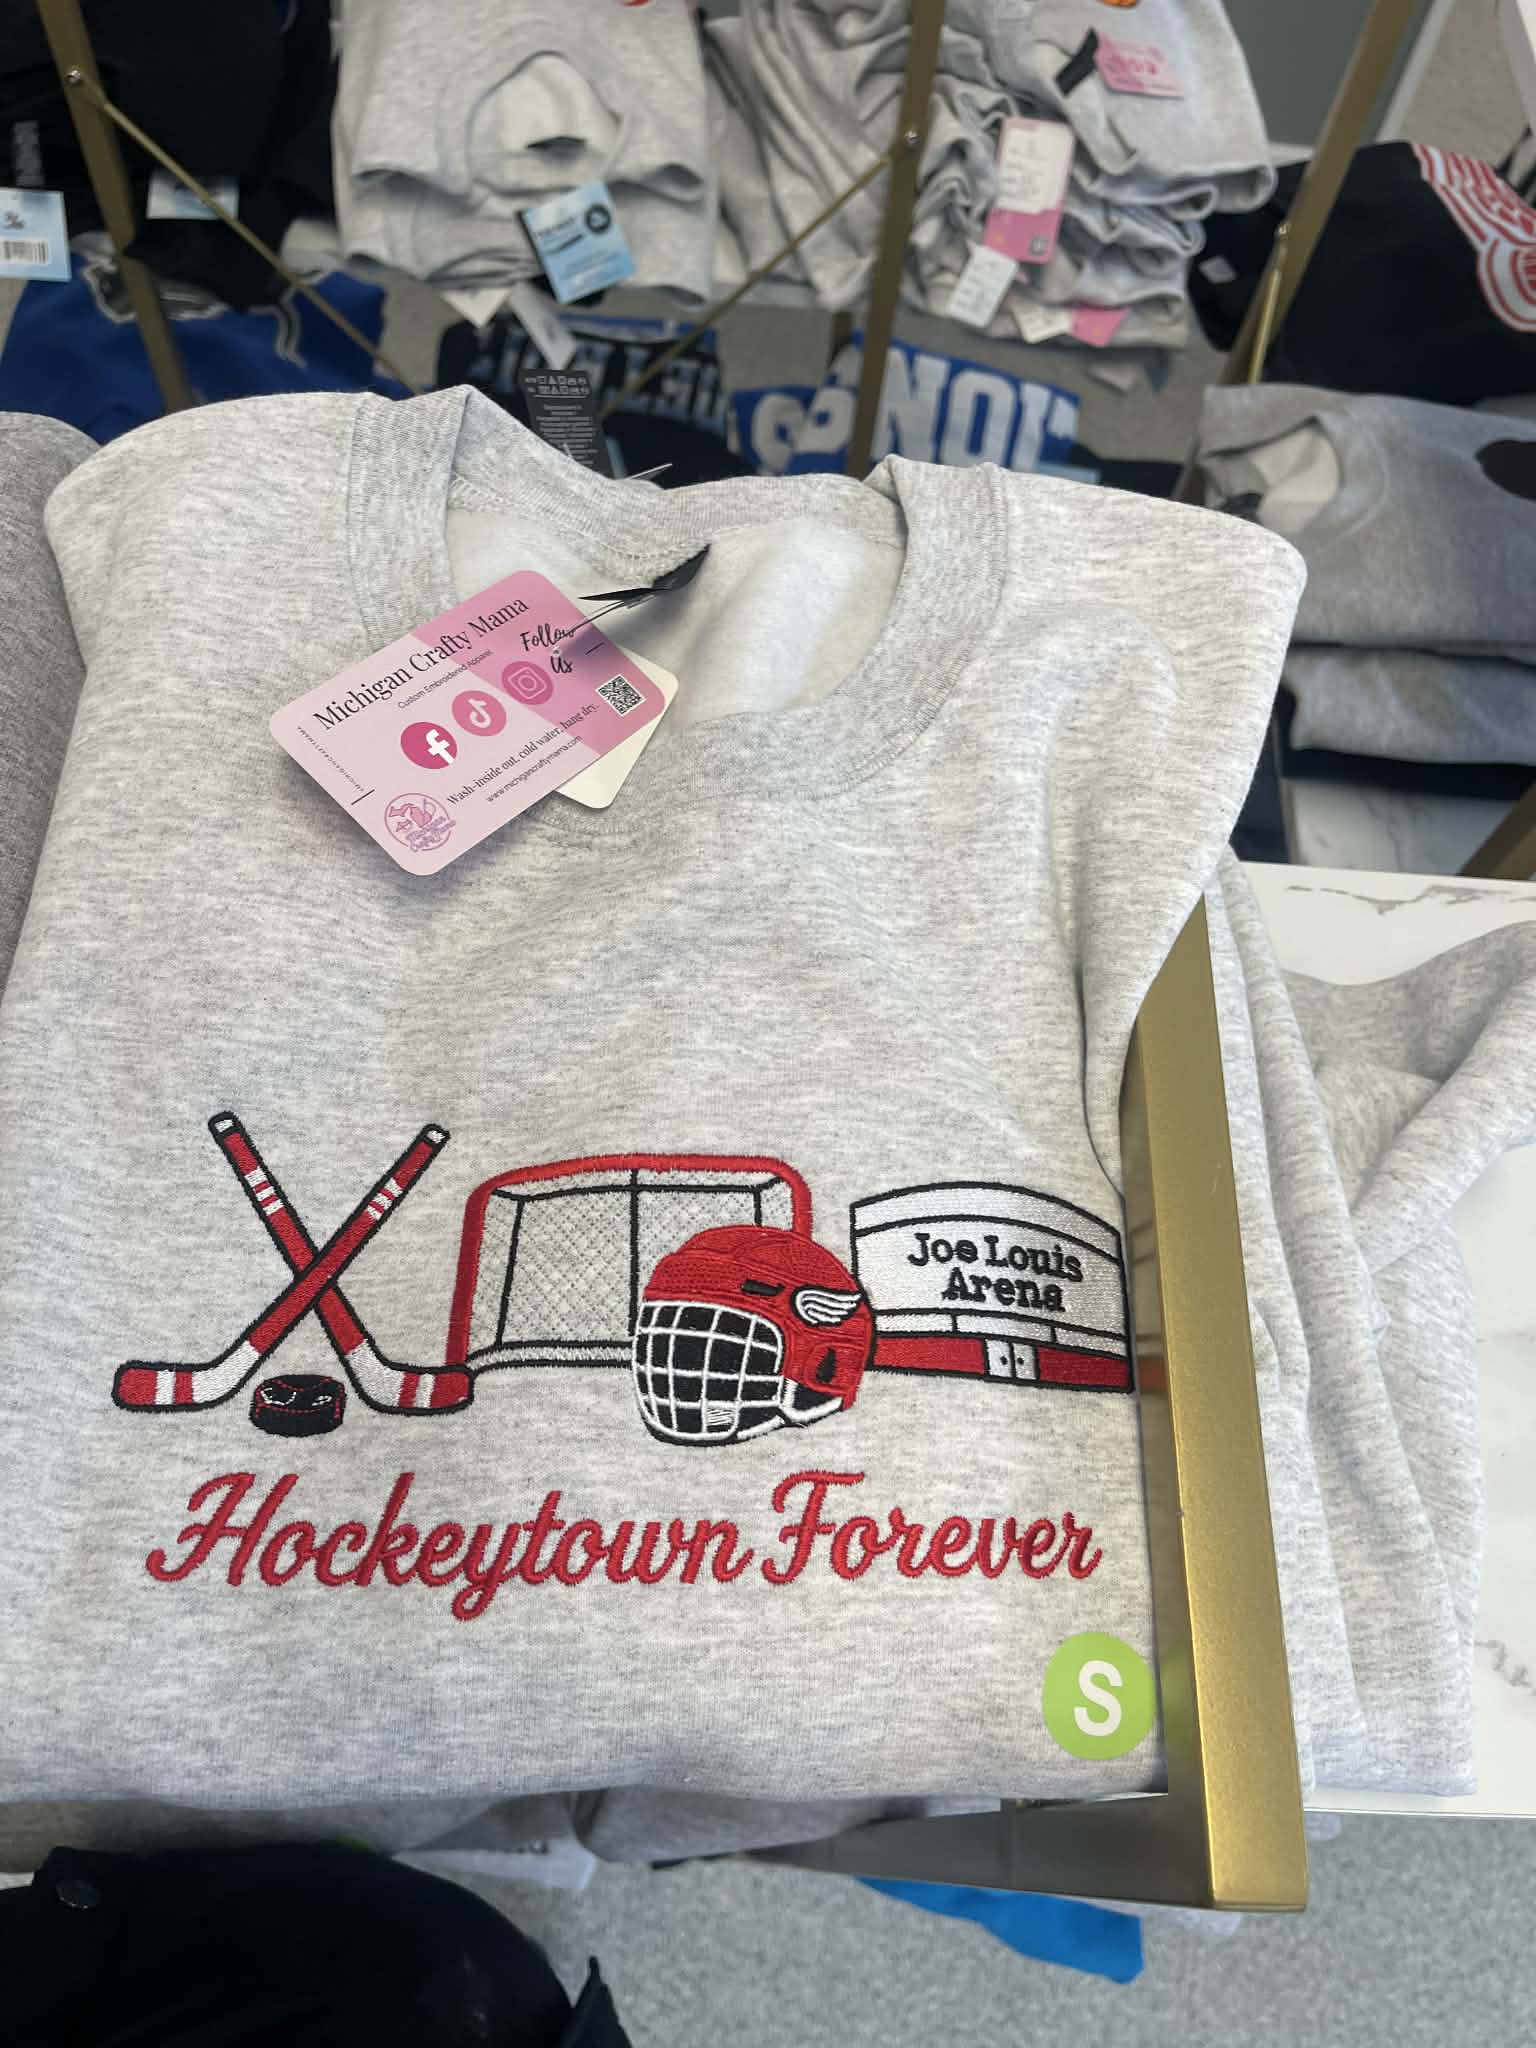 Michigan Crafty Mama
Custom Embroidered Apparel
Follow
Us
Wash-inside out, cold water, hang dry.
www.michigancraftymama.com
Joe Louis
Arena
Hockeytown Forever
S